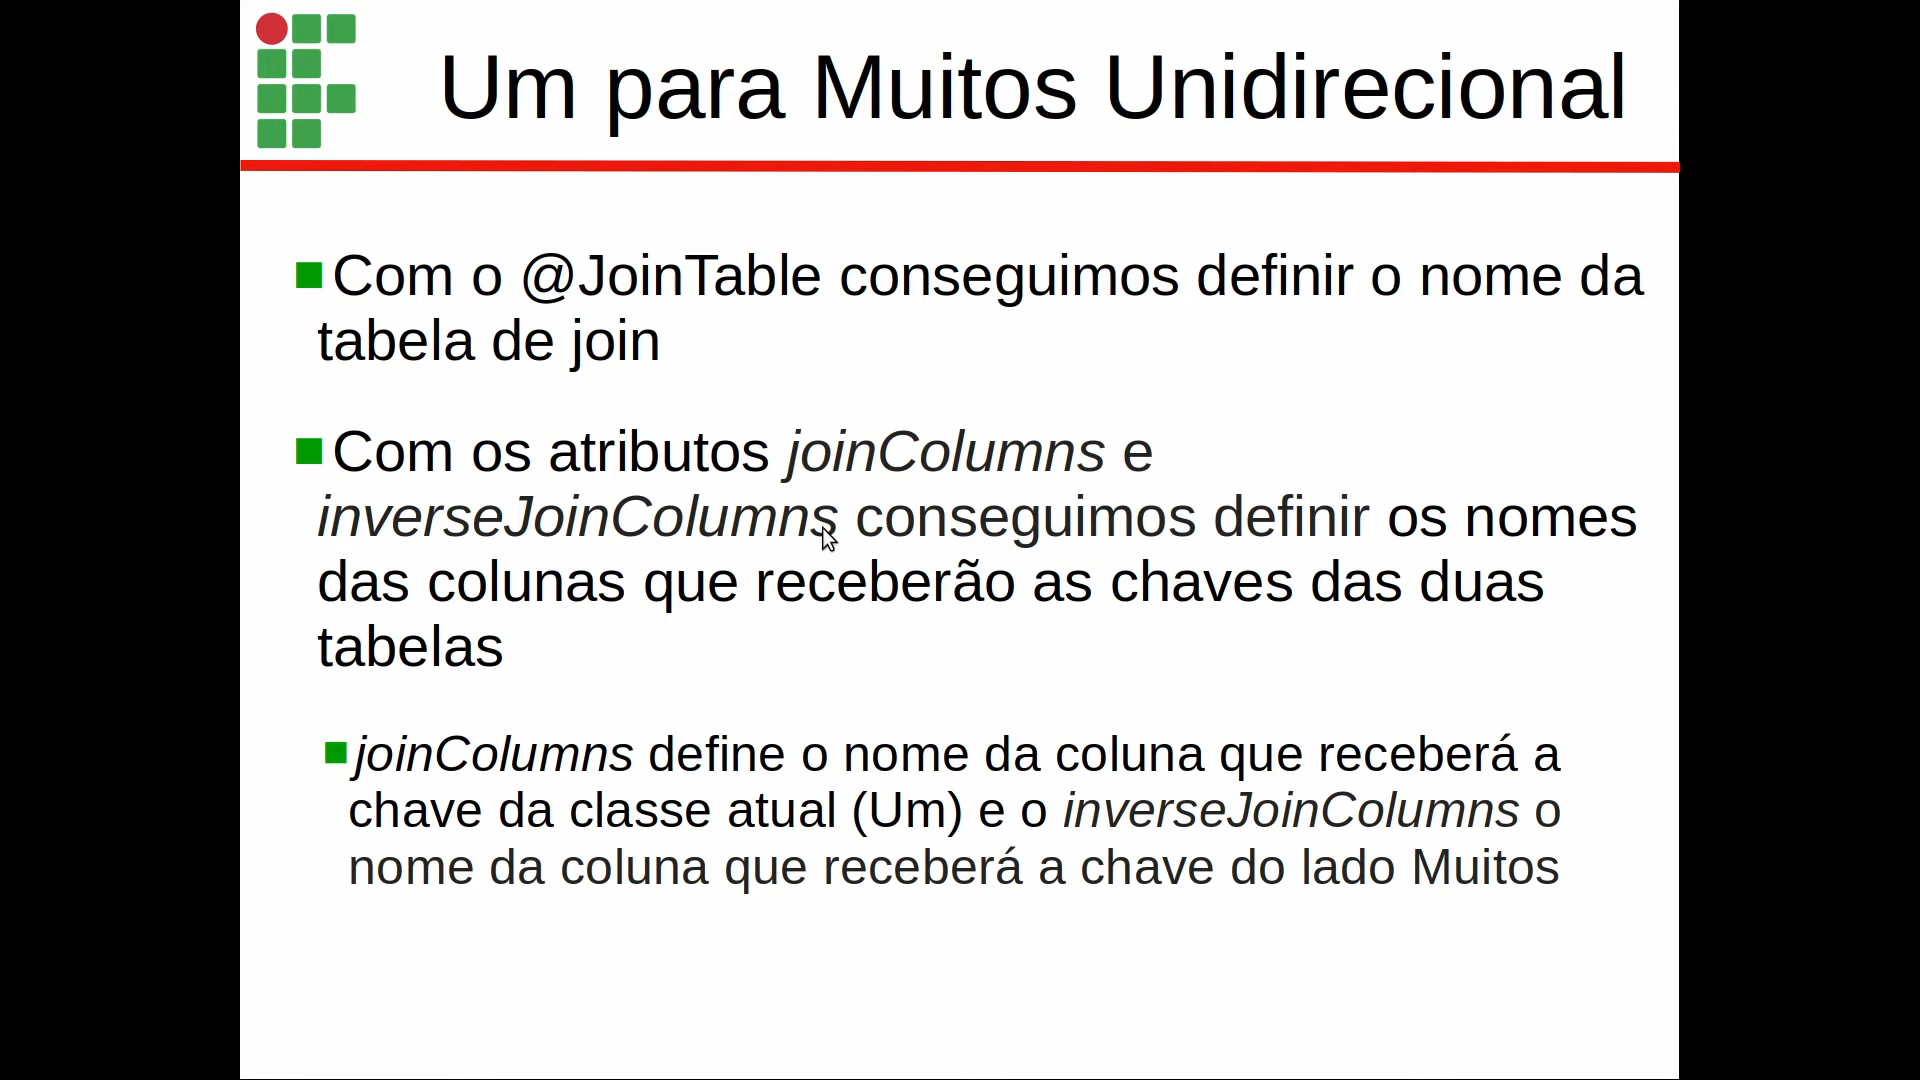 Um para Muitos Unidirecional
Com o @JoinTable conseguimos definir o nome da
tabela de join
Com os atributos joinColumns e
inverseJoinColumns conseguimos definir os nomes
das colunas que receberão as chaves das duas
tabelas
joinColumns define o nome da coluna que receberá a
chave da classe atual (Um) e o inverseJoinColumns o
nome da coluna que receberá a chave do lado Muitos